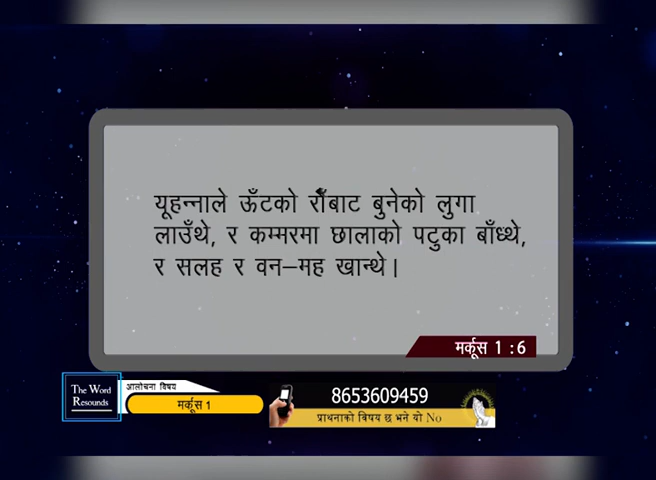 यूहन्नाले ऊँटको रौंबाट बुनेको लुगा
लाउँथे, र कम्मरमा छालाको पटुका बाँध्थे,
र सलह र वन–मह खान्थे।
मर्कूस 1 : 6
The Word
Resounds
आलोचना विषय
मर्कूस 1
8653609459
प्राथनाको विषय छ भने यो No